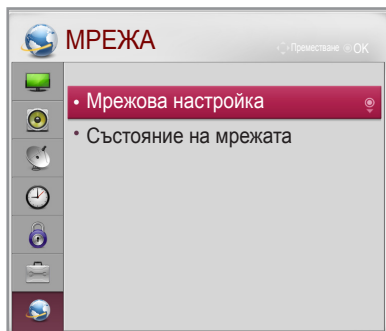 МРЕЖА
Преместване OK
• Мрежова настройка
• Състояние на мрежата